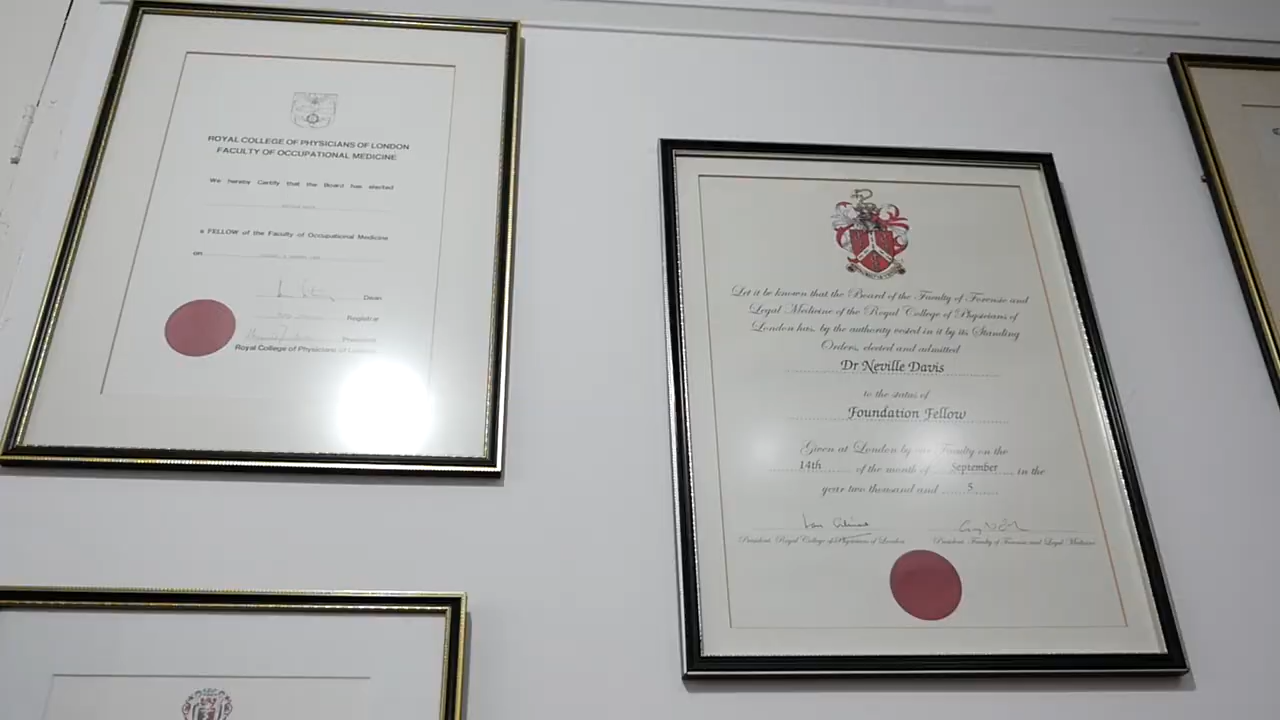 ROYAL COLLEGE OF PHYSICIANS OF LONDON
FACULTY OF OCCUPATIONAL MEDICINE
We hereby Certify that the Board has elected
a FELLOW of the Faculty of Occupational Medicine
on
Dean
Registrar
President
Royal College of Physicians of London
Let it be known that the Board of the Faculty of Forensic and
Legal Medicine of the Royal College of Physicians of
London has, by the authority vested in it by its Standing
Orders, elected and admitted
Dr Neville Davis
to the status of
Foundation Fellow
Given at London by our Faculty on the
14th of the month of September in the
year two thousand and 5
President Royal College of Physicians of London
President Faculty of Forensic and Legal Medicine